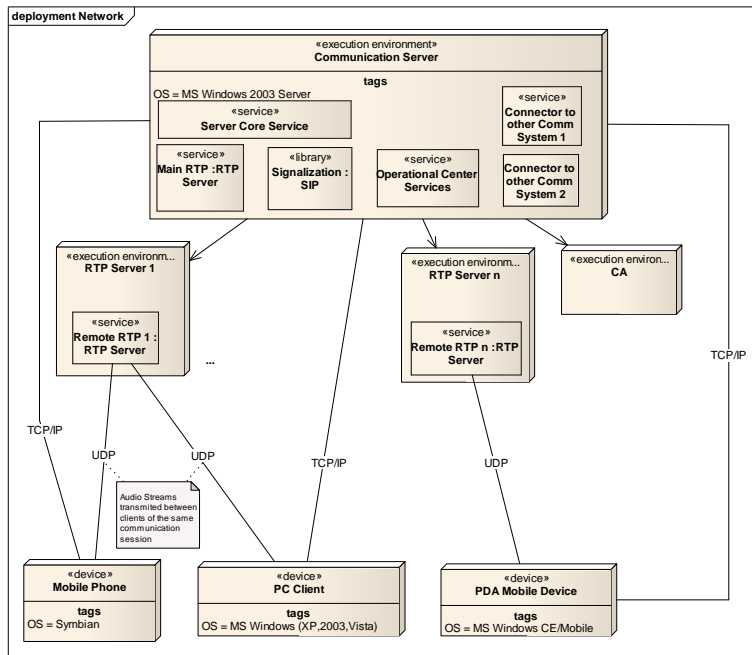 deployment Network
«execution environment»
Communication Server
tags
OS = MS Windows 2003 Server
«service»
Server Core Service
«service»
Connector to
other Comm
System 1
«service»
Main RTP :RTP
Server
«library»
Signalization :
SIP
«service»
Operational Center
Services
Connector to
other Comm
System 2
«execution environm...
RTP Server 1
«service»
Remote RTP 1 :
RTP Server
...
«execution environm...
RTP Server n
«service»
Remote RTP n :RTP
Server
«execution environ...
CA
TCP/IP
TCP/IP
UDP
UDP
TCP/IP
UDP
Audio Streams
transmited between
clients of the same
communication
session
«device»
Mobile Phone
tags
OS = Symbian
«device»
PC Client
tags
OS = MS Windows (XP,2003,Vista)
«device»
PDA Mobile Device
tags
OS = MS Windows CE/Mobile